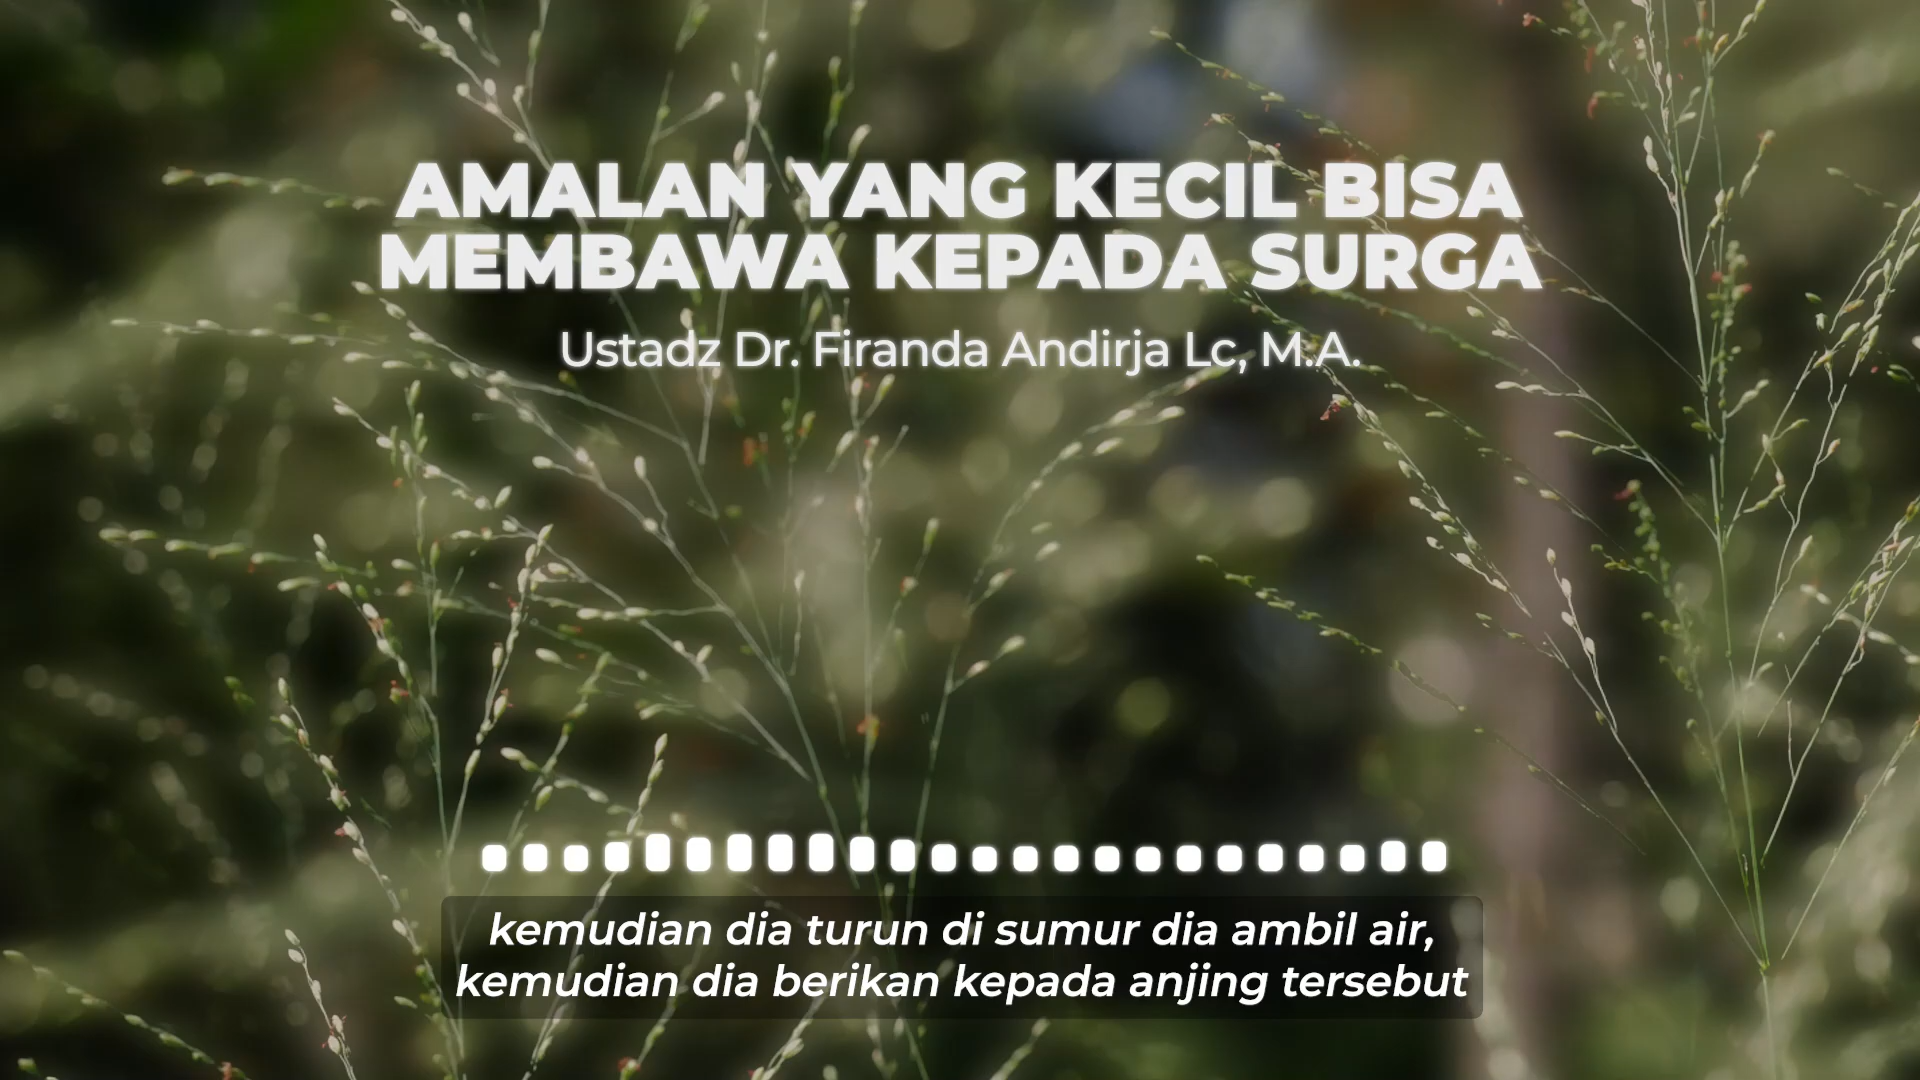 AMALAN YANG KECIL BISA
MEMBAWA KEPADA SURGA
Ustadz Dr. Firanda Andirja Lc, M.A.
kemudian dia turun di sumur dia ambil air,
kemudian dia berikan kepada anjing tersebut